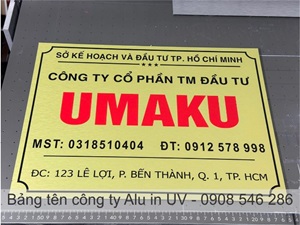 SỞ KẾ HOẠCH VÀ ĐẦU TƯ TP. HỒ CHÍ MINH
CÔNG TY CỔ PHẦN TM ĐẦU TƯ
UMAKU
MST: 0318510404 ĐT: 0912 578 998
ĐC: 123 LÊ LỢI, P. BẾN THÀNH, Q. 1, TP. HCM
Bảng tên công ty Alu in UV - 0908 546 286